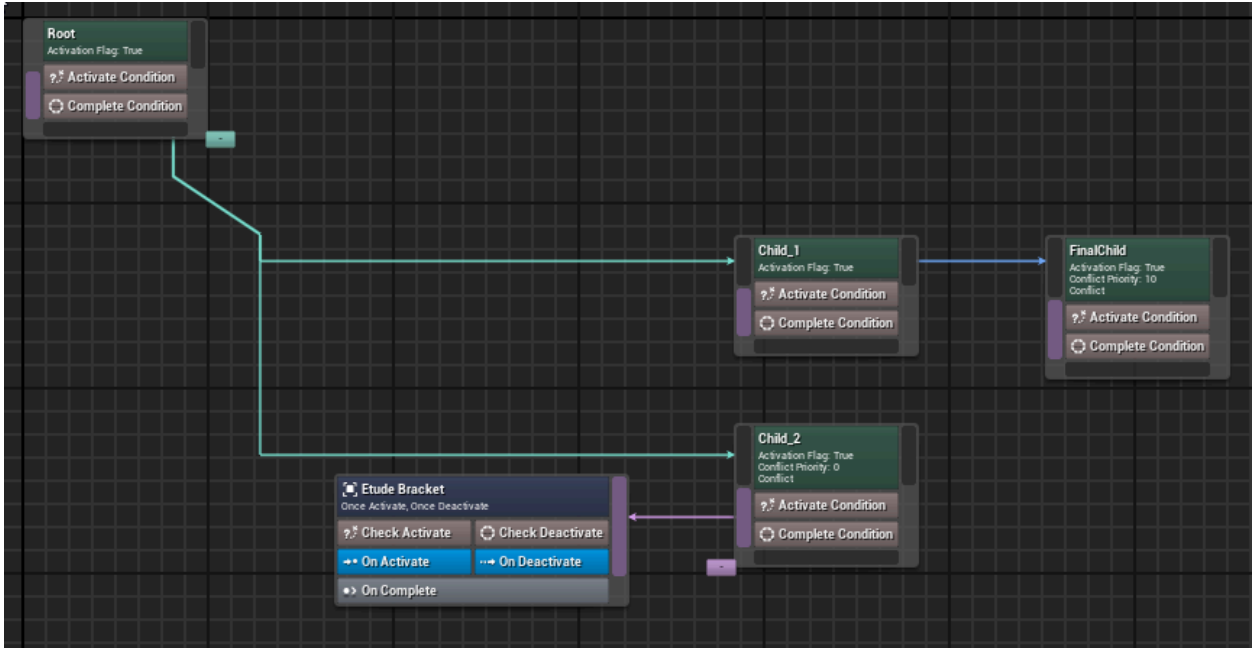 Root
Activation Flag: True
Activate Condition
Complete Condition
-
Child_1
Activation Flag: True
Activate Condition
Complete Condition
FinalChild
Activation Flag: True
Conflict Priority: 10
Conflict
Activate Condition
Complete Condition
Child_2
Activation Flag: True
Conflict Priority: 0
Conflict
Activate Condition
Complete Condition
-
Etude Bracket
Once Activate, Once Deactivate
Check Activate Check Deactivate
On Activate On Deactivate
On Complete